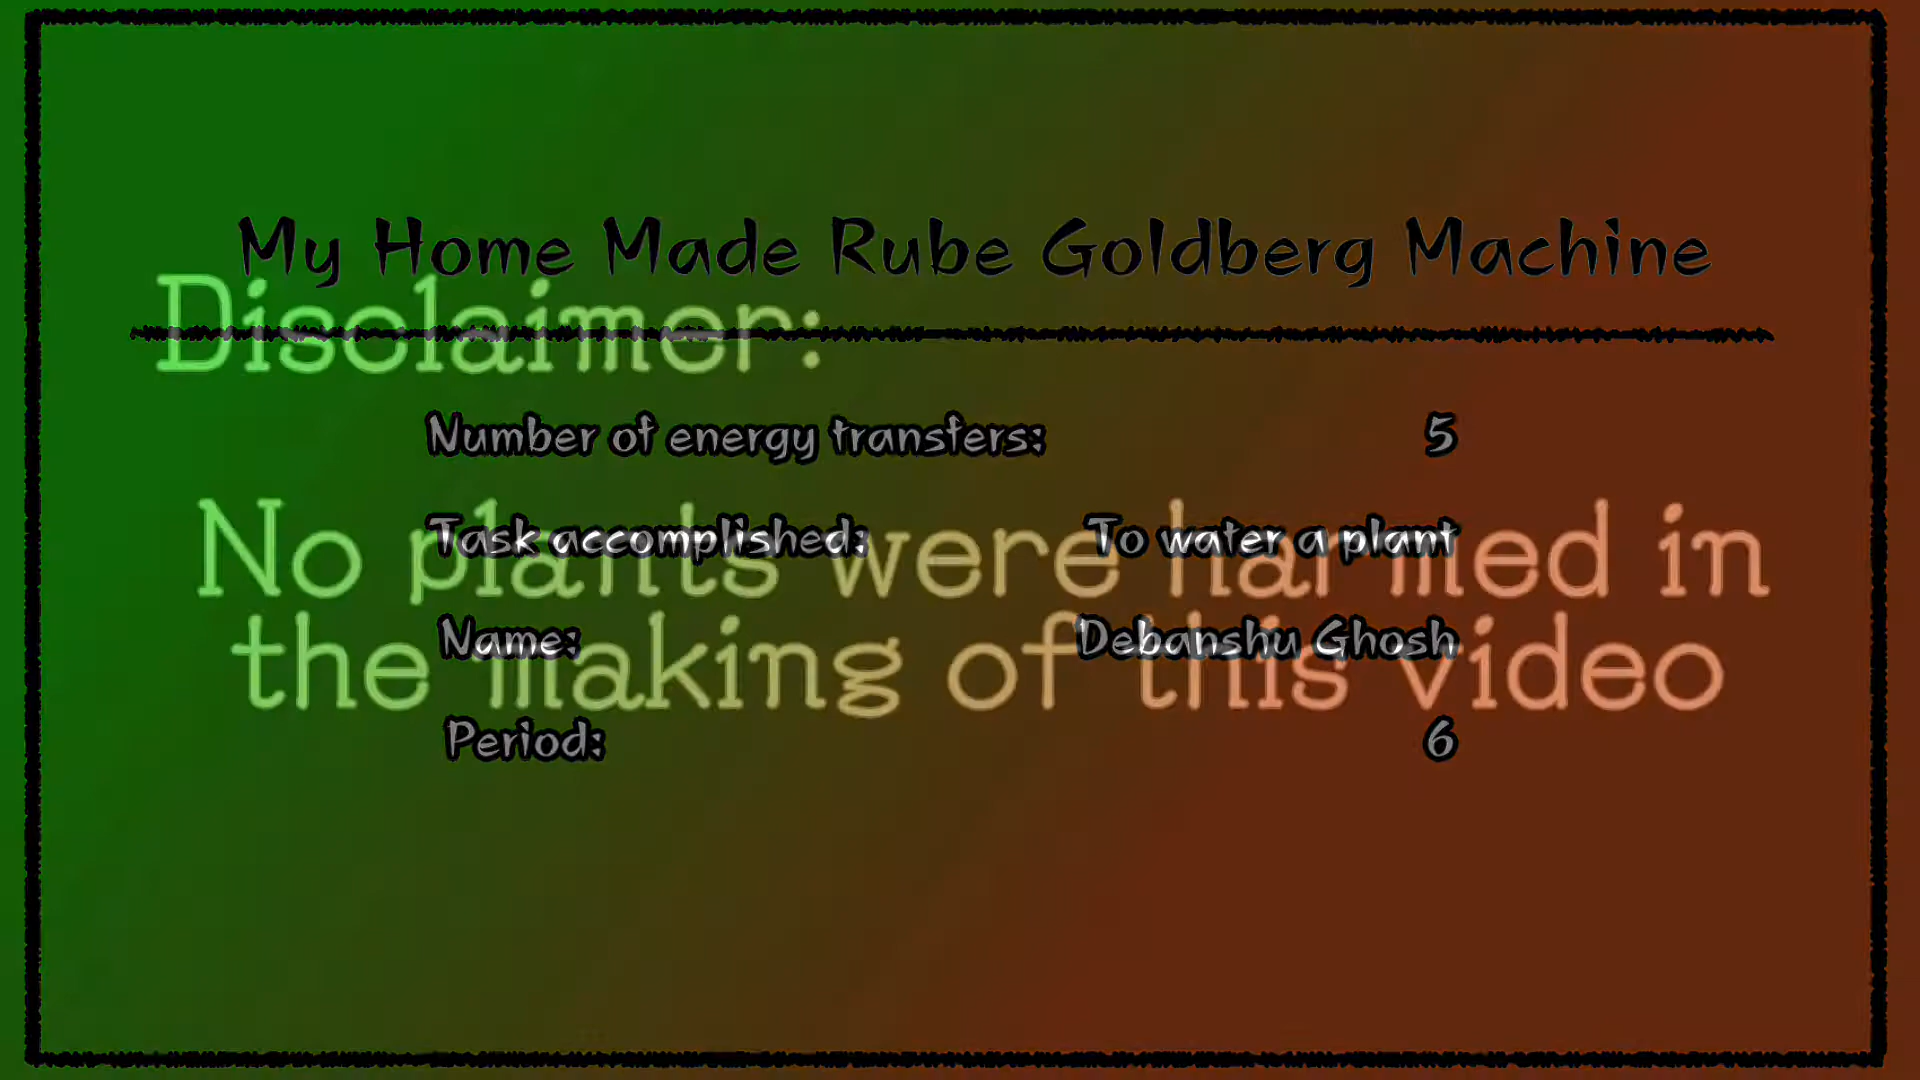 My Home Made Rube Goldberg Machine
Disclaimer:
Number of energy transfers: 5
Task accomplished: To water a plant
No plants were harmed in
Name: Debanshu Ghosh
the making of this video
Period: 6